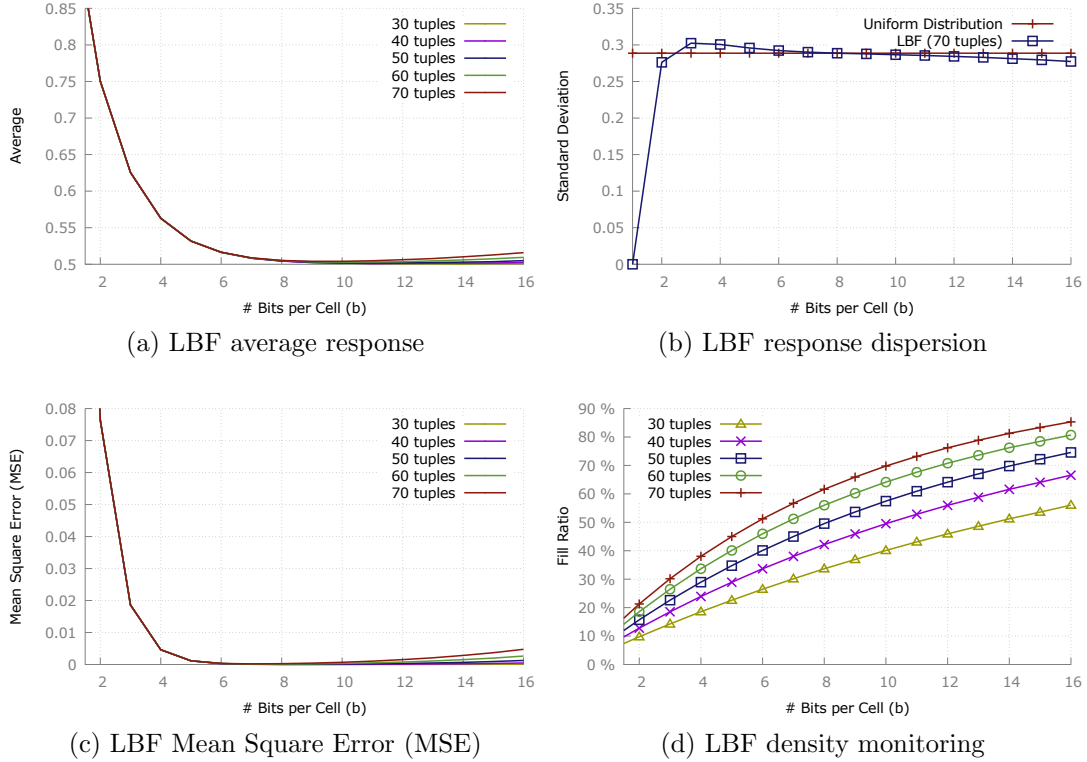 0.85
0.8
0.75
0.7
0.65
0.6
0.55
0.5
Average
30 tuples
40 tuples
50 tuples
60 tuples
70 tuples
2 4 6 8 10 12 14 16
# Bits per Cell (b)
(a) LBF average response
0.35
0.3
0.25
0.2
0.15
0.1
0.05
0
Standard Deviation
Uniform Distribution
LBF (70 tuples)
2 4 6 8 10 12 14 16
# Bits per Cell (b)
(b) LBF response dispersion
0.08
0.07
0.06
0.05
0.04
0.03
0.02
0.01
0
Mean Square Error (MSE)
30 tuples
40 tuples
50 tuples
60 tuples
70 tuples
2 4 6 8 10 12 14 16
# Bits per Cell (b)
(c) LBF Mean Square Error (MSE)
90 %
80 %
70 %
60 %
50 %
40 %
30 %
20 %
10 %
0 %
Fill Ratio
30 tuples
40 tuples
50 tuples
60 tuples
70 tuples
2 4 6 8 10 12 14 16
# Bits per Cell (b)
(d) LBF density monitoring